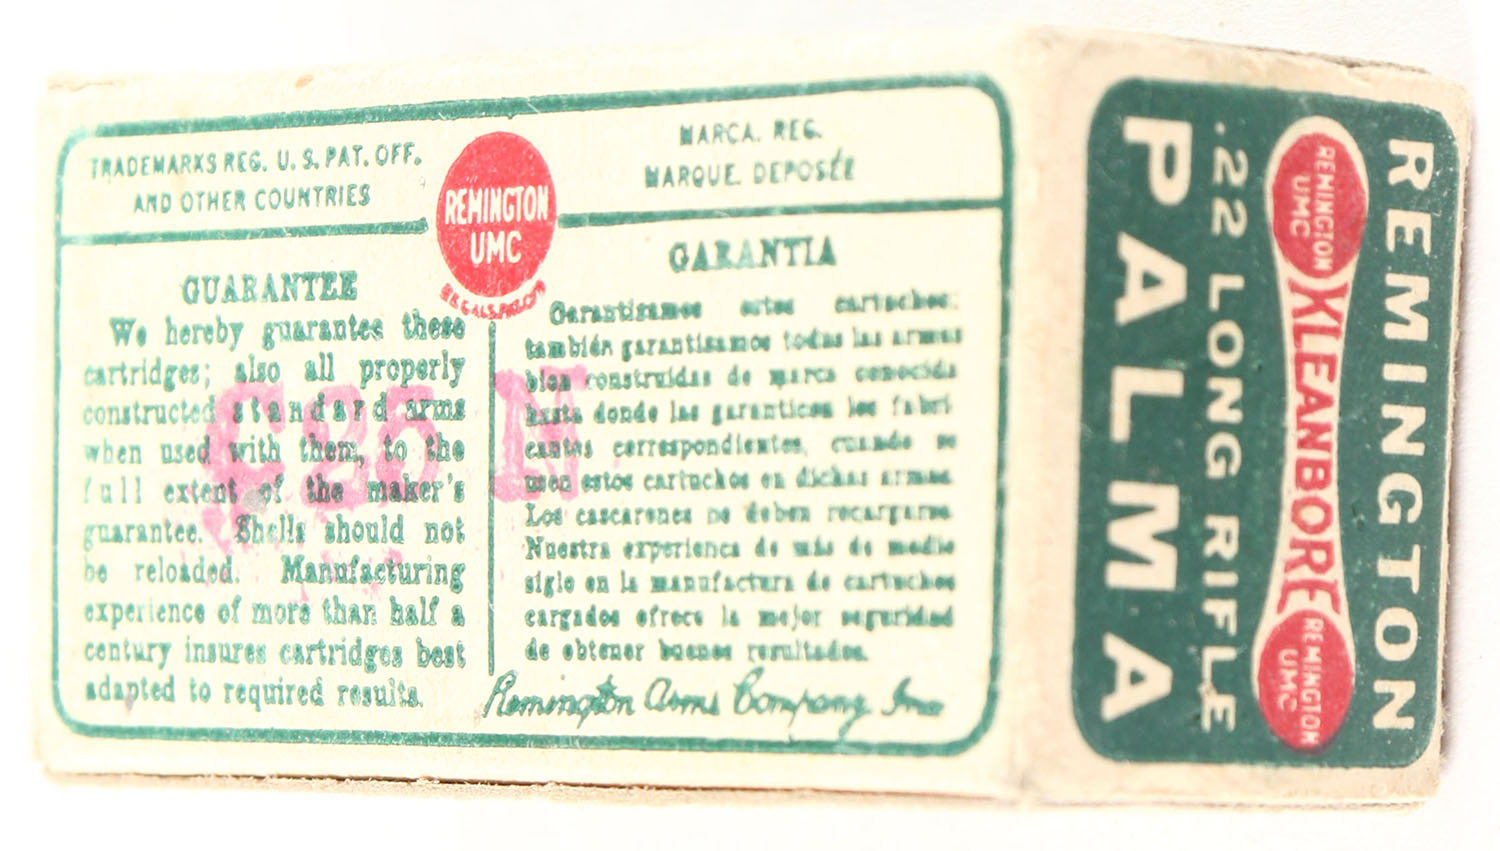 TRADEMARKS REG. U. S. PAT. OFF.
AND OTHER COUNTRIES
REMINGTON
UMC
MARCA. REG.
MARQUE DEPOSÉE
GUARANTEE
We hereby guarantee these
cartridges; also all properly
constructed standard arms
when used with them, to the
full extent of the maker's
guarantee. Shells should not
be reloaded. Manufacturing
experience of more than half a
century insures cartridges best
adapted to required results.
GARANTIA
Garantizamos estos cartuchos:
también garantizamos todas las armas
bien construidas de marca conocida
hasta donde las garanticen los fabri-
cantes correspondientes, cuando se
usen estos cartuchos en dichas armas.
Los cascarones no deben recargarse.
Nuestra experiencia de más de medio
siglo en la manufactura de cartuchos
cargados ofrece la mejor seguridad
de obtener buenos resultados.
Remington Arms Company, Inc.
N
REMINGTON
REMINGTON
UMC
KLEANBORE
REMINGTON
UMC
.22 LONG RIFLE
PALMA